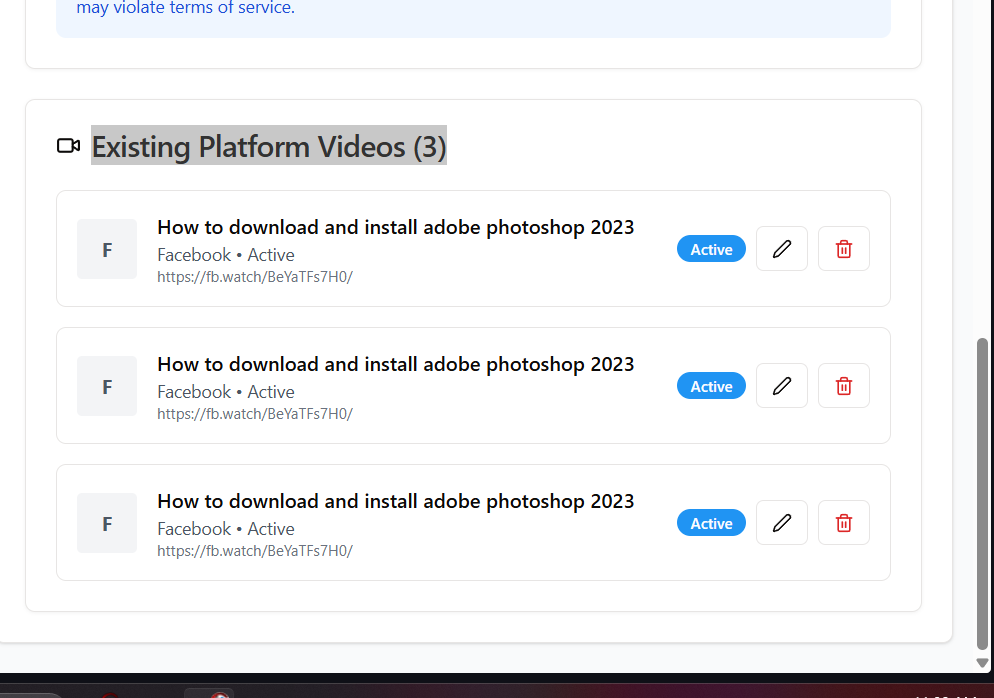 may violate terms of service.
Existing Platform Videos (3)
F
How to download and install adobe photoshop 2023
Facebook • Active
https://fb.watch/BeYaTFs7H0/
Active
F
How to download and install adobe photoshop 2023
Facebook • Active
https://fb.watch/BeYaTFs7H0/
Active
F
How to download and install adobe photoshop 2023
Facebook • Active
https://fb.watch/BeYaTFs7H0/
Active